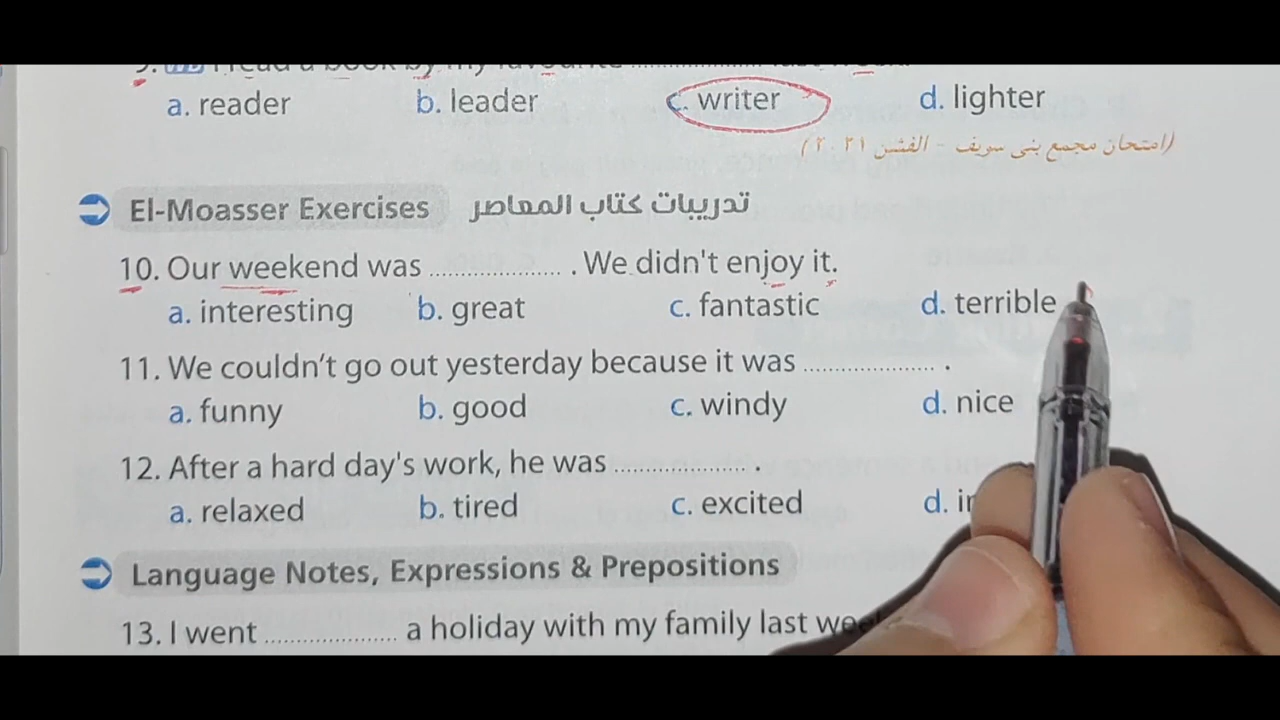 a. reader b. leader c. writer d. lighter
(امتحان مجمع بنى سويف - الفشن ٢٠٢١)
El-Moasser Exercises تدريبات كتاب المعاصر
10. Our weekend was .................... . We didn't enjoy it.
a. interesting b. great c. fantastic d. terrible
11. We couldn't go out yesterday because it was .................... .
a. funny b. good c. windy d. nice
12. After a hard day's work, he was .................... .
a. relaxed b. tired c. excited d.
Language Notes, Expressions & Prepositions
13. I went .................... a holiday with my family last